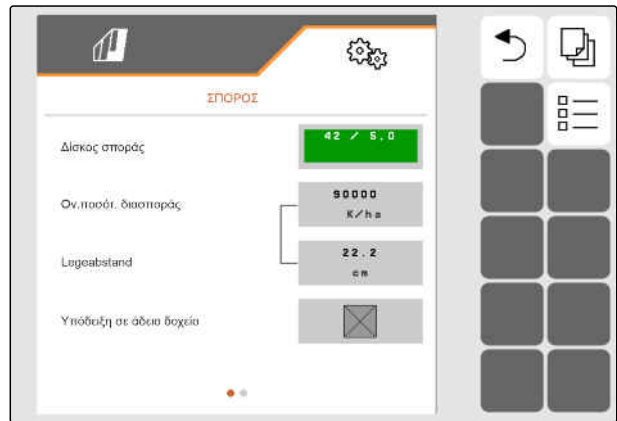 ΣΠΟΡΟΣ
Δίσκος σποράς
42 / 5,0
Ον.ποσότ. διασποράς
90000
K/ha
Legeabstand
22.2
cm
Υπόδειξη σε άδειο δοχείο